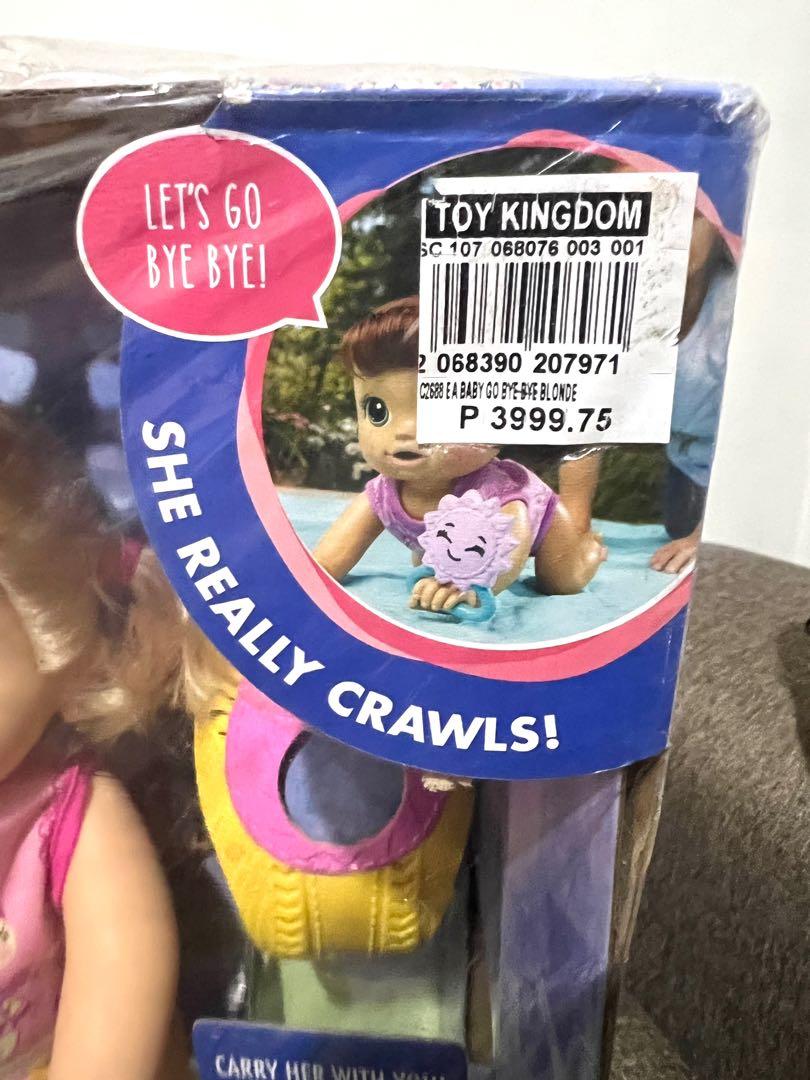 LET'S GO
BYE BYE!
TOY KINGDOM
SC 107 068076 003 001
2 068390 207971
C2688 E A BABY GO BYE-BYE BLONDE
P 3999.75
SHE REALLY CRAWLS!
CARRY HER WITH YOU!